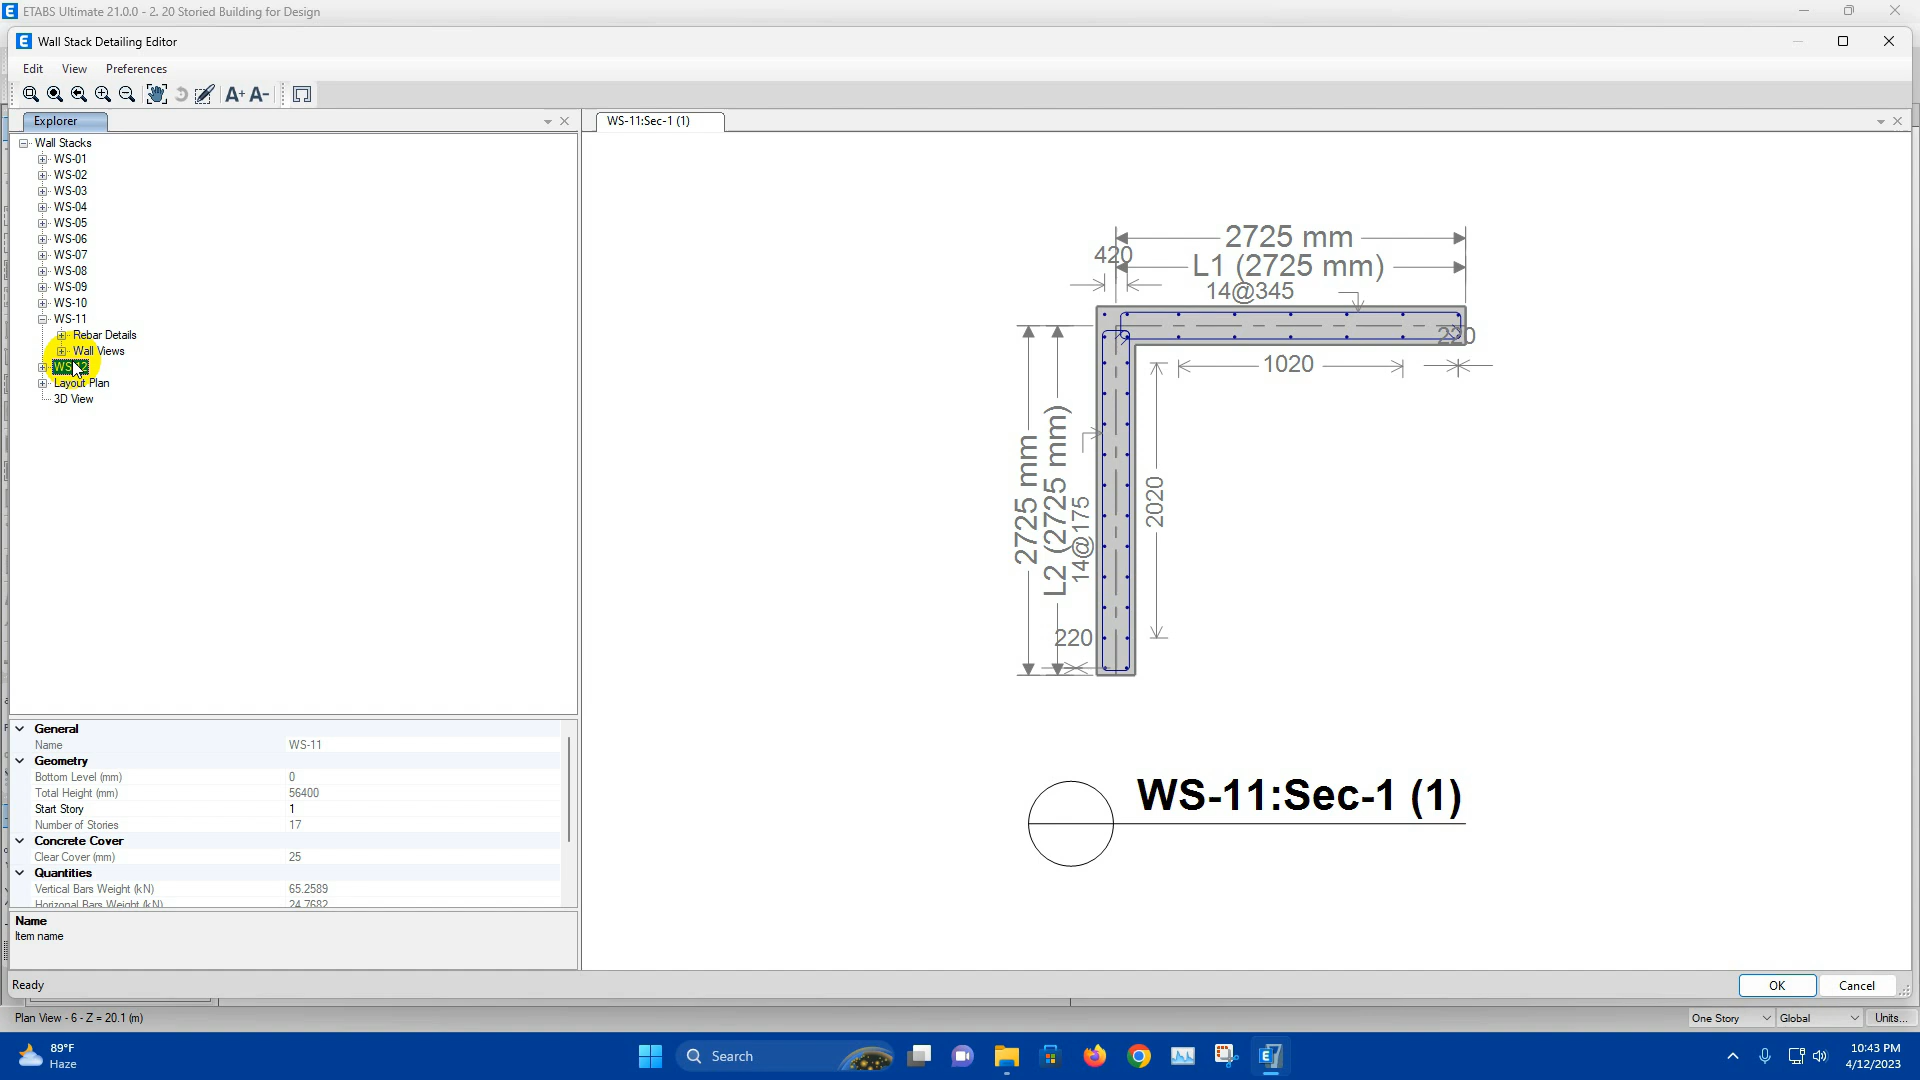 ETABS Ultimate 21.0.0 - 2. 20 Storied Building for Design
Wall Stack Detailing Editor
Edit View Preferences
A+ A-
Explorer
WS-11:Sec-1 (1)
Wall Stacks
WS-01
WS-02
WS-03
WS-04
WS-05
WS-06
WS-07
WS-08
WS-09
WS-10
WS-11
Rebar Details
Wall Views
Layout Plan
3D View
2725 mm
420
L1 (2725 mm)
14@345
220
1020
2725 mm
L2 (2725 mm)
14@175
2020
220
WS-11:Sec-1 (1)
General
Name WS-11
Geometry
Bottom Level (mm) 0
Total Height (mm) 56400
Start Story 1
Number of Stories 17
Concrete Cover
Clear Cover (mm) 25
Quantities
Vertical Bars Weight (kN) 65.2589
Horizonal Bars Weight (kN) 24.7682
Name
Item name
Ready
OK Cancel
Plan View - 6 - Z = 20.1 (m)
One Story Global Units...
89°F
Haze
Search
10:43 PM
4/12/2023